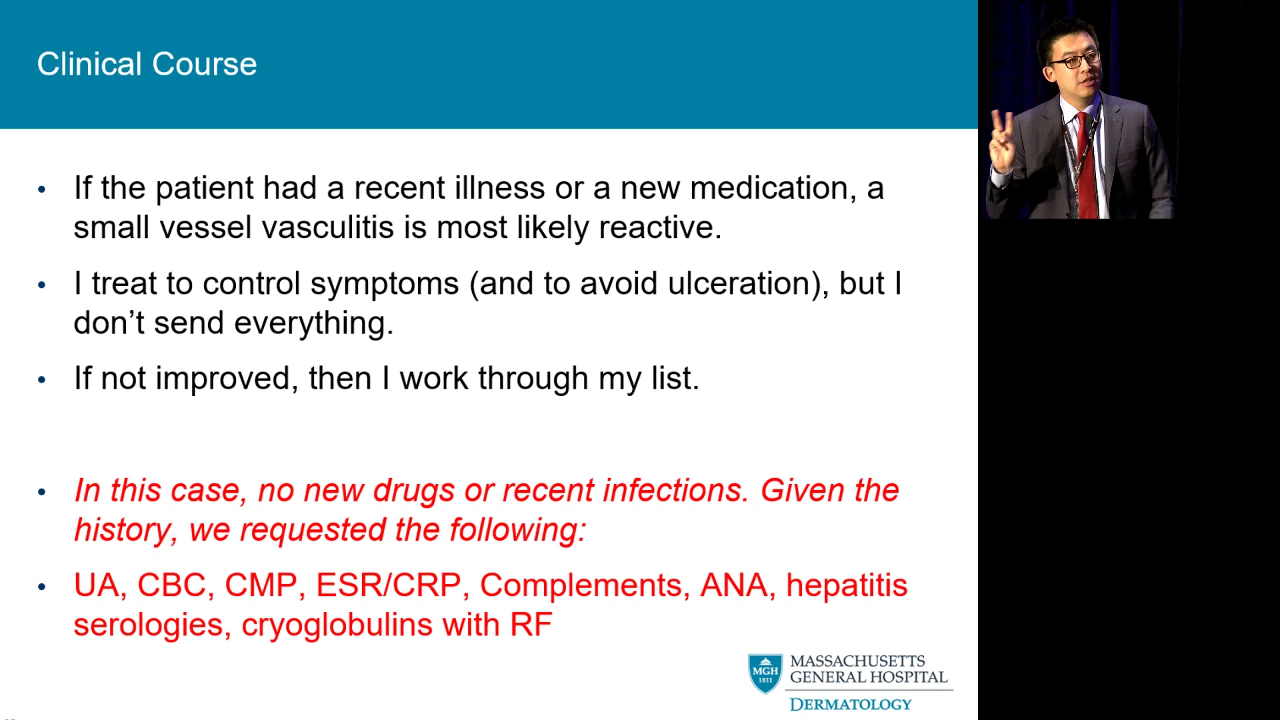 Clinical Course
• If the patient had a recent illness or a new medication, a
small vessel vasculitis is most likely reactive.
• I treat to control symptoms (and to avoid ulceration), but I
don’t send everything.
• If not improved, then I work through my list.
• In this case, no new drugs or recent infections. Given the
history, we requested the following:
• UA, CBC, CMP, ESR/CRP, Complements, ANA, hepatitis
serologies, cryoglobulins with RF
MGH
1811
MASSACHUSETTS
GENERAL HOSPITAL
DERMATOLOGY